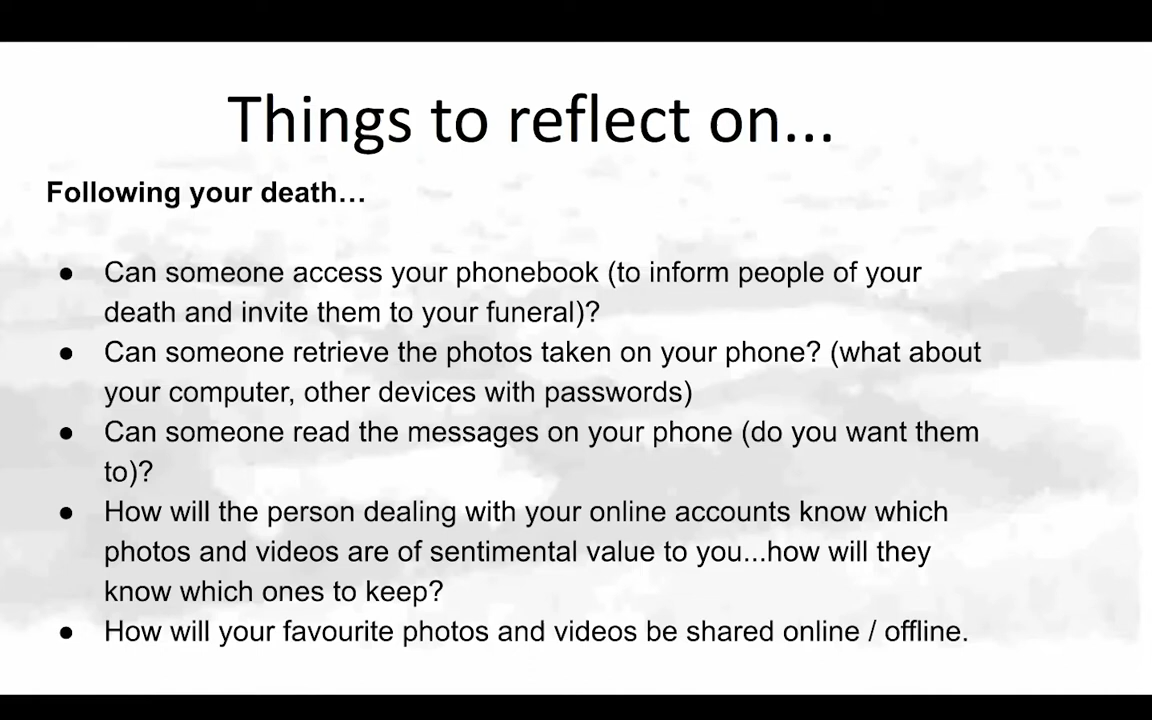 Things to reflect on...
Following your death…
● Can someone access your phonebook (to inform people of your
death and invite them to your funeral)?
● Can someone retrieve the photos taken on your phone? (what about
your computer, other devices with passwords)
● Can someone read the messages on your phone (do you want them
to)?
● How will the person dealing with your online accounts know which
photos and videos are of sentimental value to you...how will they
know which ones to keep?
● How will your favourite photos and videos be shared online / offline.